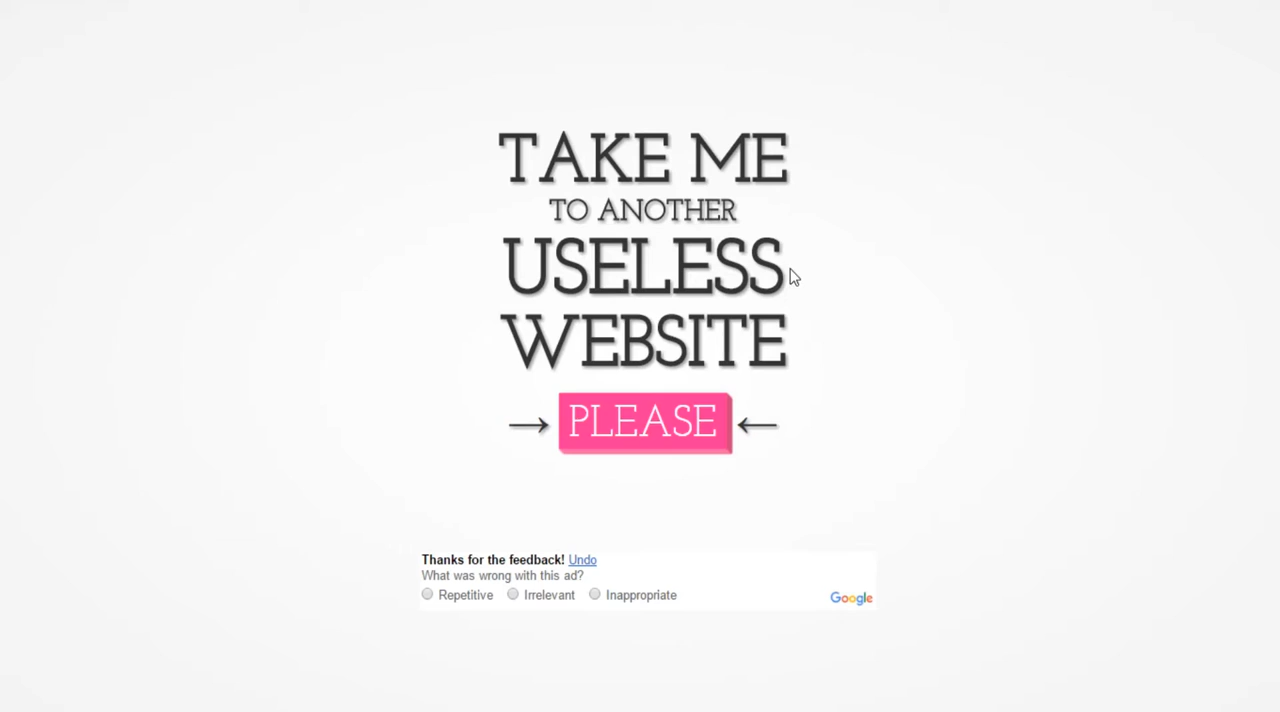 TAKE ME
TO ANOTHER
USELESS
WEBSITE
→ PLEASE ←
Thanks for the feedback! Undo
What was wrong with this ad?
Repetitive Irrelevant Inappropriate
Google